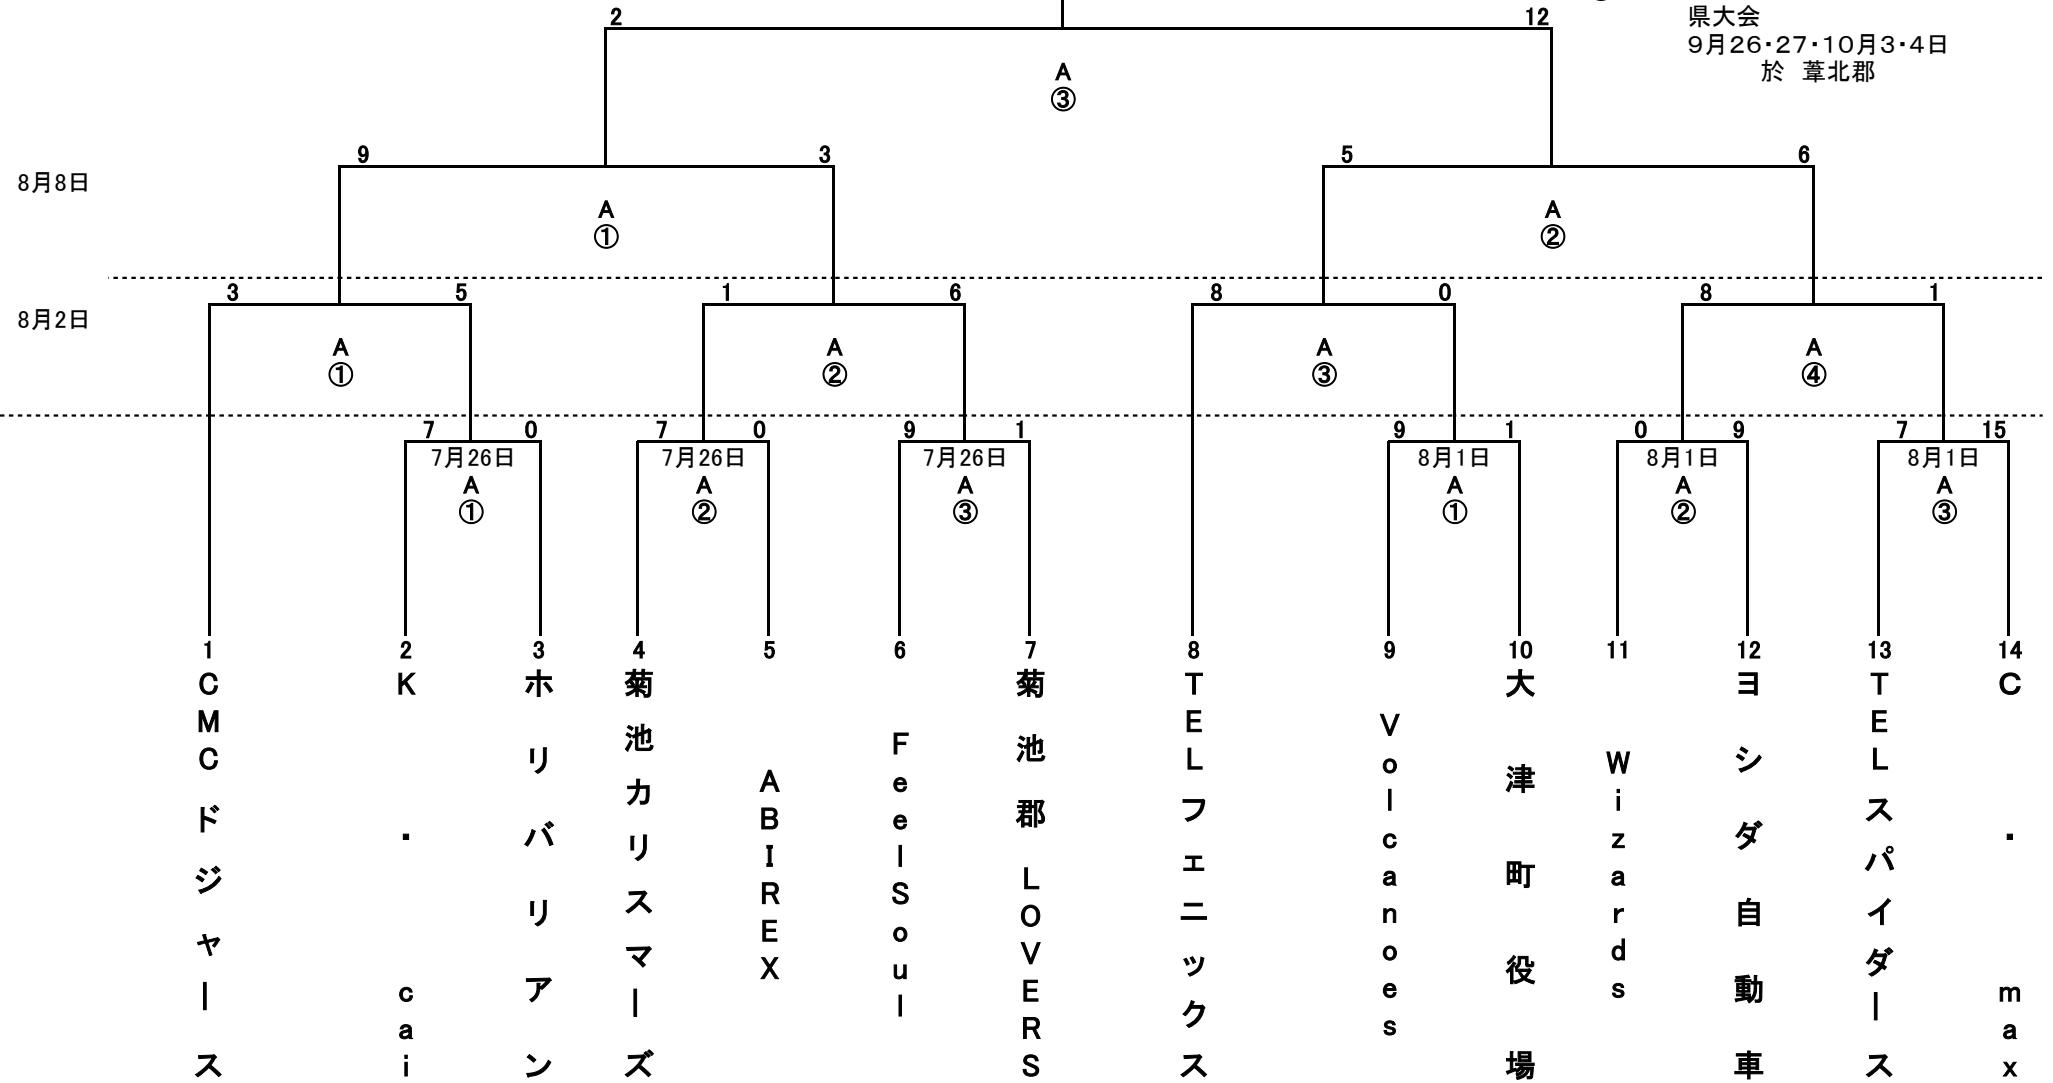 2 12
県大会
9月26・27・10月3・4日
於 葦北郡
A
③
9 3 5 6
8月8日
A A
① ②
3 5 1 6 8 0 8 1
8月2日
A A A A
① ② ③ ④
7 0 7 0 9 1 9 1 0 9 7 15
7月26日 7月26日 7月26日 8月1日 8月1日 8月1日
A A A A A A
① ② ③ ① ② ③
1 2 3 4 5 6 7 8 9 10 11 12 13 14
CMCドジャース
K・cai
ホリバリアン
菊池カリスマーズ
ABIREX
FeelSoul
菊池郡LOVERS
TELフェニックス
Volcanoes
大津町役場
Wizards
ヨシダ自動車
TELスパイダース
C・max